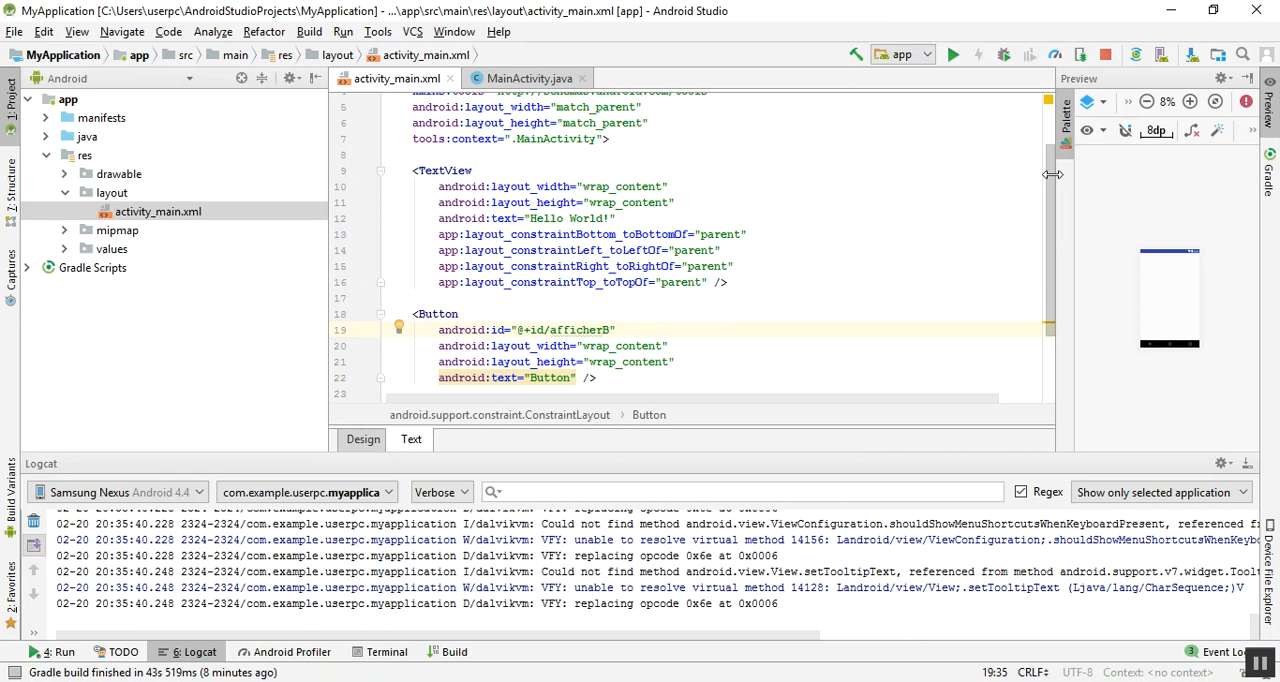 MyApplication [C:\Users\userpc\AndroidStudioProjects\MyApplication] - ...\app\src\main\res\layout\activity_main.xml [app] - Android Studio
File Edit View Navigate Code Analyze Refactor Build Run Tools VCS Window Help
MyApplication app src main res layout activity_main.xml app
1: Project
Z: Structure
Captures
Build Variants
2: Favorites
Android
app
manifests
java
res
drawable
layout
activity_main.xml
mipmap
values
Gradle Scripts
activity_main.xml MainActivity.java
5 android:layout_width="match_parent"
6 android:layout_height="match_parent"
7 tools:context=".MainActivity">
8
9 <TextView
10 android:layout_width="wrap_content"
11 android:layout_height="wrap_content"
12 android:text="Hello World!"
13 app:layout_constraintBottom_toBottomOf="parent"
14 app:layout_constraintLeft_toLeftOf="parent"
15 app:layout_constraintRight_toRightOf="parent"
16 app:layout_constraintTop_toTopOf="parent" />
17
18 <Button
19 android:id="@+id/afficherB"
20 android:layout_width="wrap_content"
21 android:layout_height="wrap_content"
22 android:text="Button" />
23
android.support.constraint.ConstraintLayout › Button
Design Text
Preview
Palette
8%
8dp
Preview
Gradle
Device File Explorer
Logcat
Samsung Nexus Android 4.4 com.example.userpc.myapplica Verbose Regex Show only selected application
02-20 20:35:40.228 2324-2324/com.example.userpc.myapplication I/dalvikvm: Could not find method android.view.ViewConfiguration.shouldShowMenuShortcutsWhenKeyboardPresent, referenced
02-20 20:35:40.228 2324-2324/com.example.userpc.myapplication W/dalvikvm: VFY: unable to resolve virtual method 14156: Landroid/view/ViewConfiguration;.shouldShowMenuShortcutsWhenKeybo
02-20 20:35:40.228 2324-2324/com.example.userpc.myapplication D/dalvikvm: VFY: replacing opcode 0x6e at 0x0006
02-20 20:35:40.248 2324-2324/com.example.userpc.myapplication I/dalvikvm: Could not find method android.view.View.setTooltipText, referenced from method android.support.v7.widget.Toolt
02-20 20:35:40.248 2324-2324/com.example.userpc.myapplication W/dalvikvm: VFY: unable to resolve virtual method 14128: Landroid/view/View;.setTooltipText (Ljava/lang/CharSequence;)V
02-20 20:35:40.248 2324-2324/com.example.userpc.myapplication D/dalvikvm: VFY: replacing opcode 0x6e at 0x0006
4: Run TODO 6: Logcat Android Profiler Terminal Build 3 Event Lo
Gradle build finished in 43s 519ms (8 minutes ago) 19:35 CRLF UTF-8 Context: <no context>